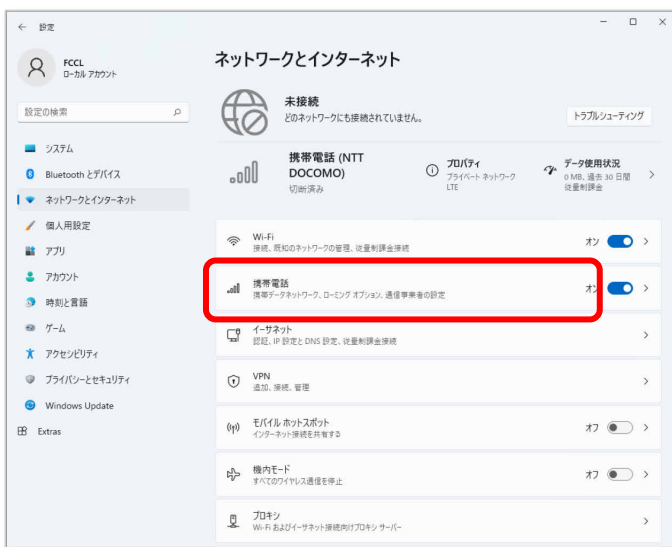 設定
FCCL
ローカル アカウント
設定の検索
システム
Bluetooth とデバイス
ネットワークとインターネット
個人用設定
アプリ
アカウント
時刻と言語
ゲーム
アクセシビリティ
プライバシーとセキュリティ
Windows Update
Extras
ネットワークとインターネット
未接続
どのネットワークにも接続されていません。
トラブルシューティング
携帯電話 (NTT
DOCOMO)
切断済み
プロパティ
プライベート ネットワーク
LTE
データ使用状況
0 MB、過去 30 日間
従量制課金
Wi-Fi
接続、既知のネットワークの管理、従量制課金接続
オン
携帯電話
携帯データネットワーク、ローミング オプション、通信事業者の設定
オン
イーサネット
認証、IP 設定と DNS 設定、従量制課金接続
VPN
追加、接続、管理
モバイル ホットスポット
インターネット接続を共有する
オフ
機内モード
すべてのワイヤレス通信を停止
オフ
プロキシ
Wi-Fi およびイーサネット接続向けプロキシ サーバー